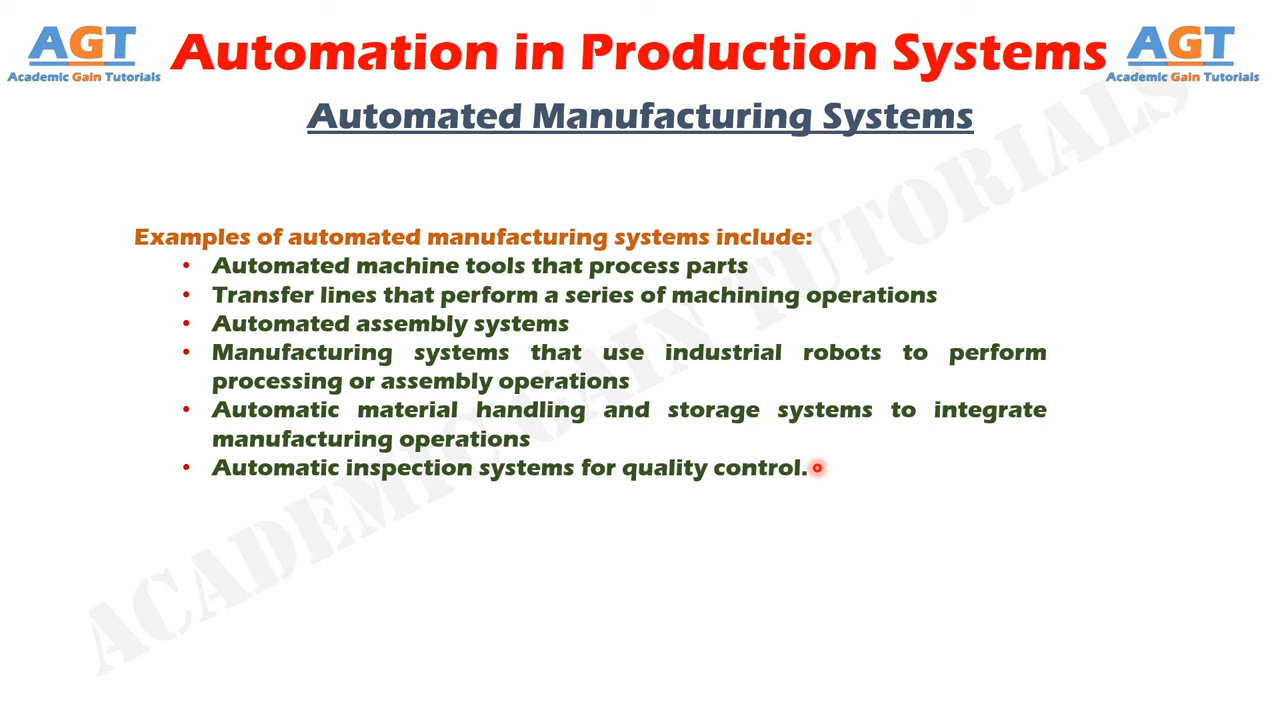 AGT
Academic Gain Tutorials
Automation in Production Systems
AGT
Academic Gain Tutorials
Automated Manufacturing Systems
Examples of automated manufacturing systems include:
• Automated machine tools that process parts
• Transfer lines that perform a series of machining operations
• Automated assembly systems
• Manufacturing systems that use industrial robots to perform
processing or assembly operations
• Automatic material handling and storage systems to integrate
manufacturing operations
• Automatic inspection systems for quality control.
ACADEMIC GAIN TUTORIALS